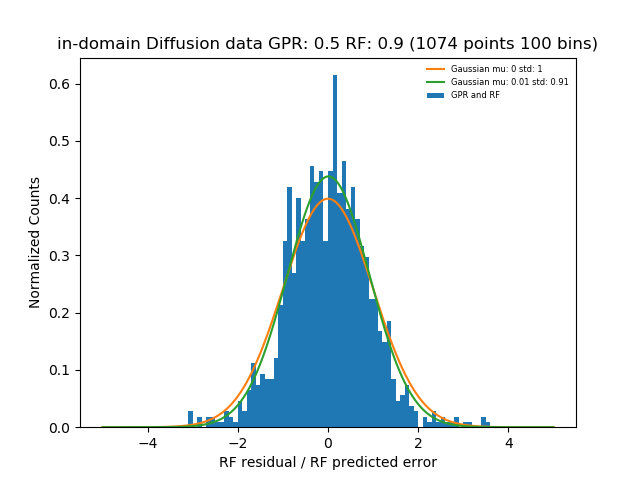 in-domain Diffusion data GPR: 0.5 RF: 0.9 (1074 points 100 bins)
Gaussian mu: 0 std: 1
Gaussian mu: 0.01 std: 0.91
GPR and RF
Normalized Counts
0.6
0.5
0.4
0.3
0.2
0.1
0.0
−4 −2 0 2 4
RF residual / RF predicted error